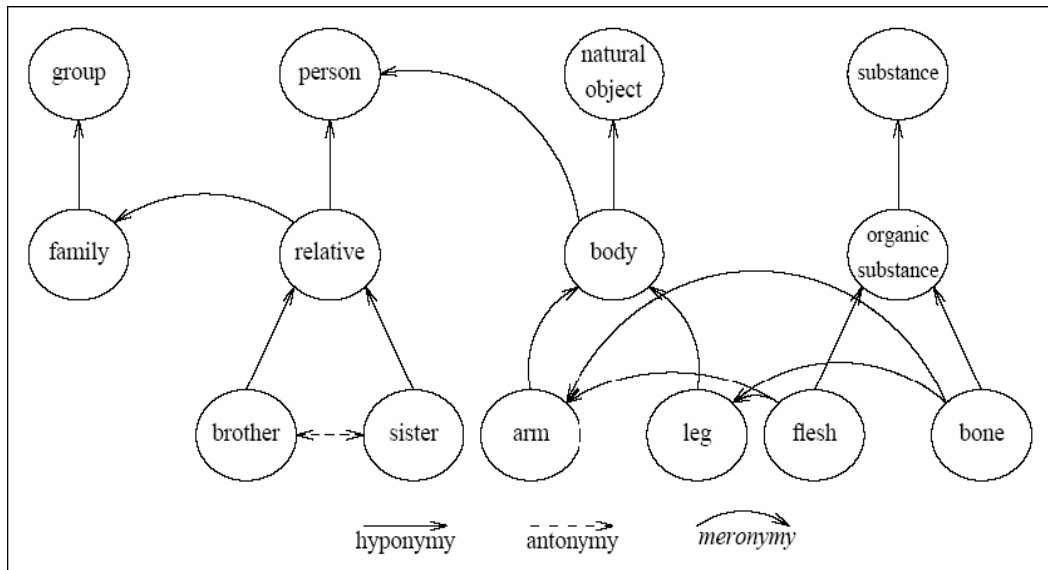 group
person
natural
object
substance
family
relative
body
organic
substance
brother
sister
arm
leg
flesh
bone
hyponymy
antonymy
meronymy